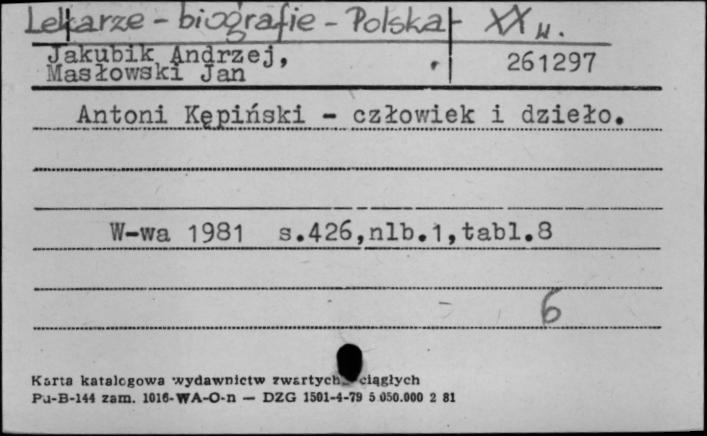 Lekarze - biografie - Polska - XX w.
Jakubik Andrzej,
Masłowski Jan
261297
Antoni Kępiński - człowiek i dzieło.
W-wa 1981 s.426,nlb.1,tabl.8
6
Karta katalogowa wydawnictw zwartych ciągłych
Pu-B-144 zam. 1016-WA-O-n — DZG 1501-4-79 5 050.000 2 81